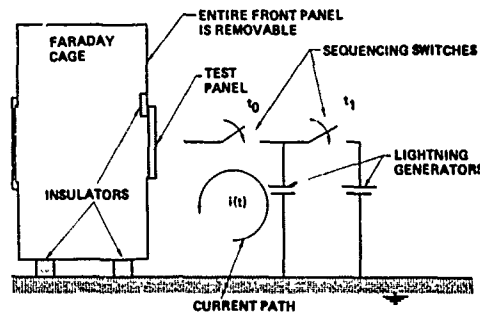 ENTIRE FRONT PANEL
IS REMOVABLE
FARADAY
CAGE
TEST
PANEL
SEQUENCING SWITCHES
t0
t1
LIGHTNING
GENERATORS
INSULATORS
i(t)
CURRENT PATH